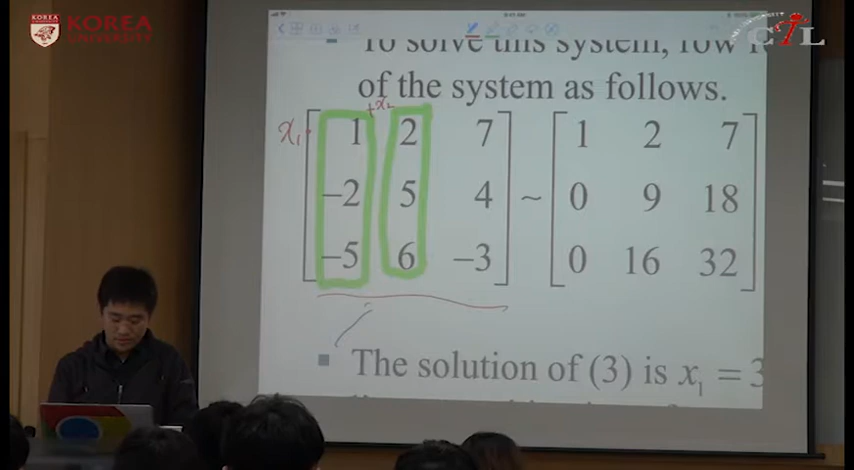 KOREA
UNIVERSITY
KOREA
CTL
To solve this system, row r
of the system as follows.
x₁ + x₂
1 2 7 1 2 7
−2 5 4 ~ 0 9 18
−5 6 −3 0 16 32
The solution of (3) is x₁ = 3